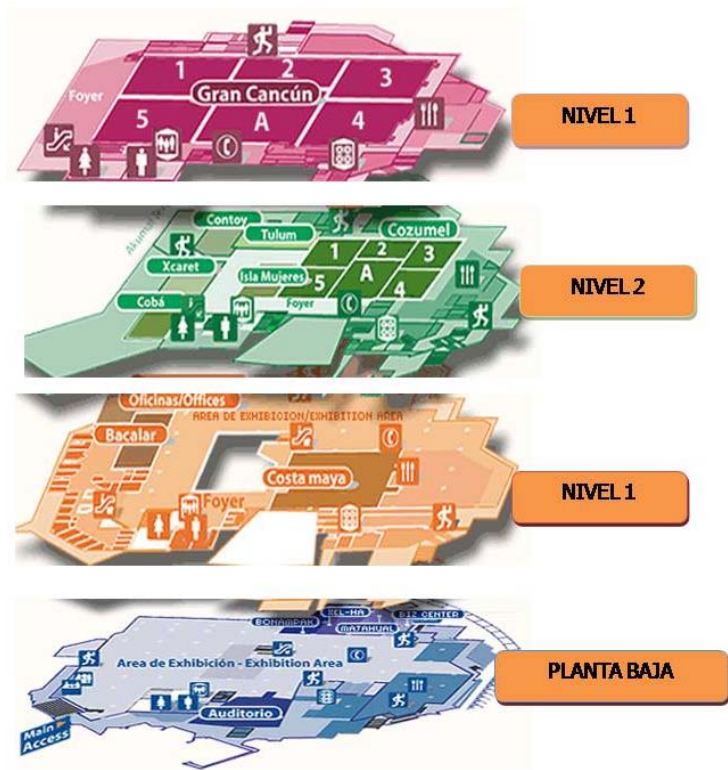 1
2
3
Foyer
Gran Cancún
5
A
4
NIVEL 1
Contoy
Cozumel
Tulum
1
2
3
Xcaret
Isla Mujeres
5
A
4
Cobá
Foyer
NIVEL 2
Oficinas/Offices
AREA DE EXHIBICION/EXHIBITION AREA
Bacalar
Costa maya
Foyer
NIVEL 1
XEL-HA
BIZ CENTER
BONAMPAK
MAJAHUAL
Area de Exhibición - Exhibition Area
PLANTA BAJA
Auditorio
Main
Access